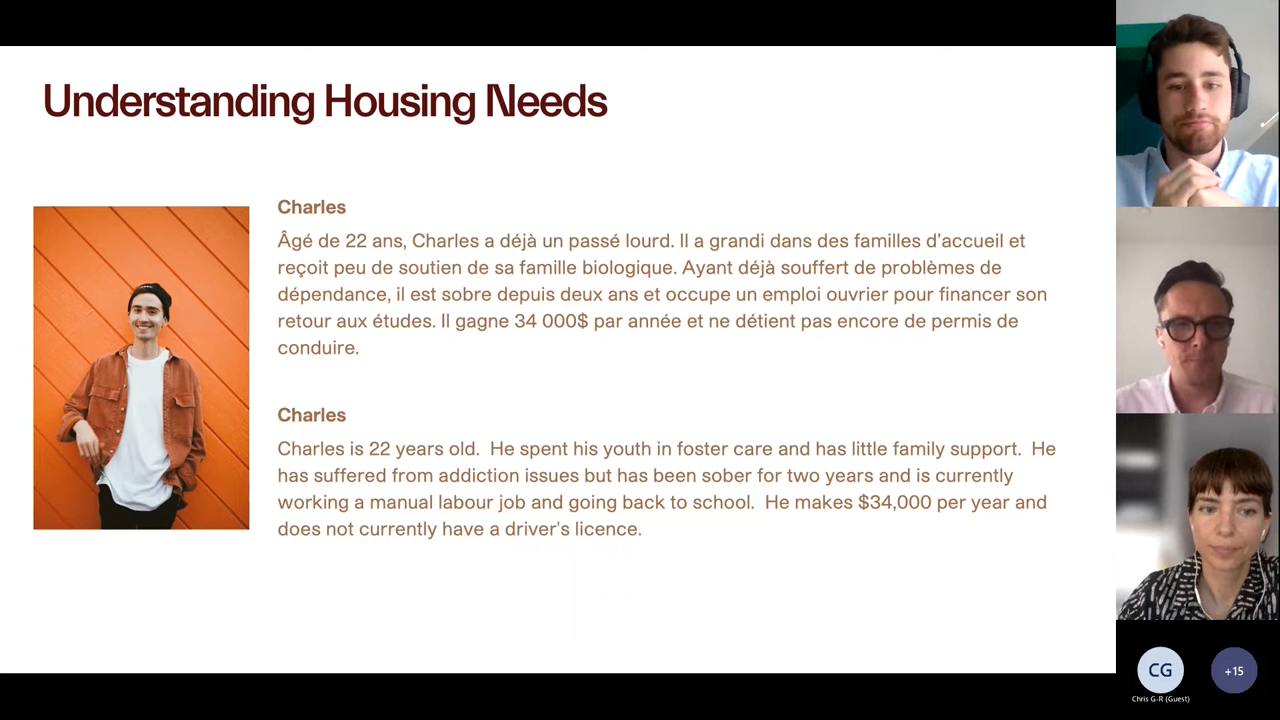 Understanding Housing Needs
Charles
Âgé de 22 ans, Charles a déjà un passé lourd. Il a grandi dans des familles d'accueil et
reçoit peu de soutien de sa famille biologique. Ayant déjà souffert de problèmes de
dépendance, il est sobre depuis deux ans et occupe un emploi ouvrier pour financer son
retour aux études. Il gagne 34 000$ par année et ne détient pas encore de permis de
conduire.
Charles
Charles is 22 years old.  He spent his youth in foster care and has little family support.  He
has suffered from addiction issues but has been sober for two years and is currently
working a manual labour job and going back to school.  He makes $34,000 per year and
does not currently have a driver's licence.
CG
+15
Chris G-R (Guest)